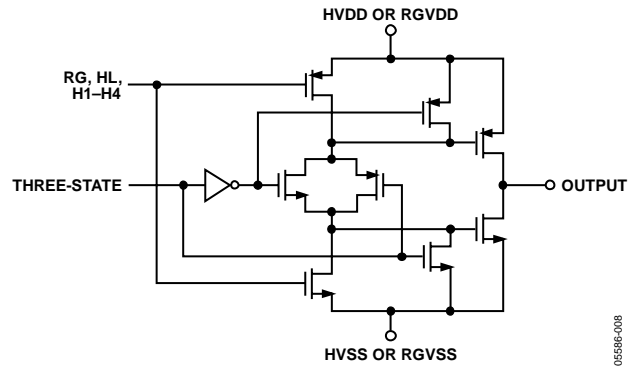 HVDD OR RGVDD
RG, HL,
H1–H4
THREE-STATE
OUTPUT
HVSS OR RGVSS
05586-008